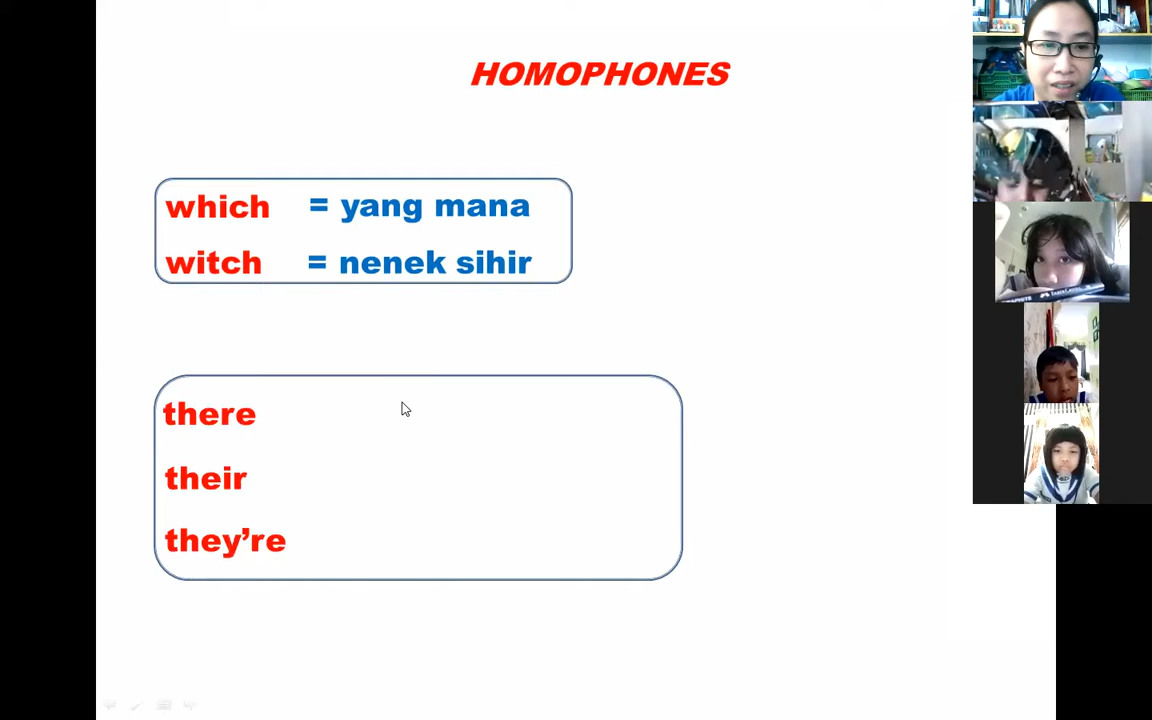 HOMOPHONES
which = yang mana
witch = nenek sihir
there
their
they’re